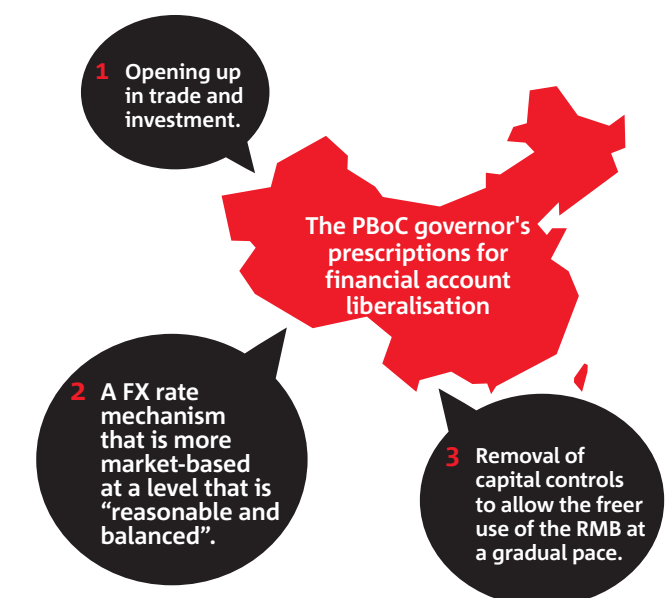 1 Opening up
in trade and
investment.
The PBoC governor's
prescriptions for
financial account
liberalisation
2 A FX rate
mechanism
that is more
market-based
at a level that is
“reasonable and
balanced”.
3 Removal of
capital controls
to allow the freer
use of the RMB at
a gradual pace.